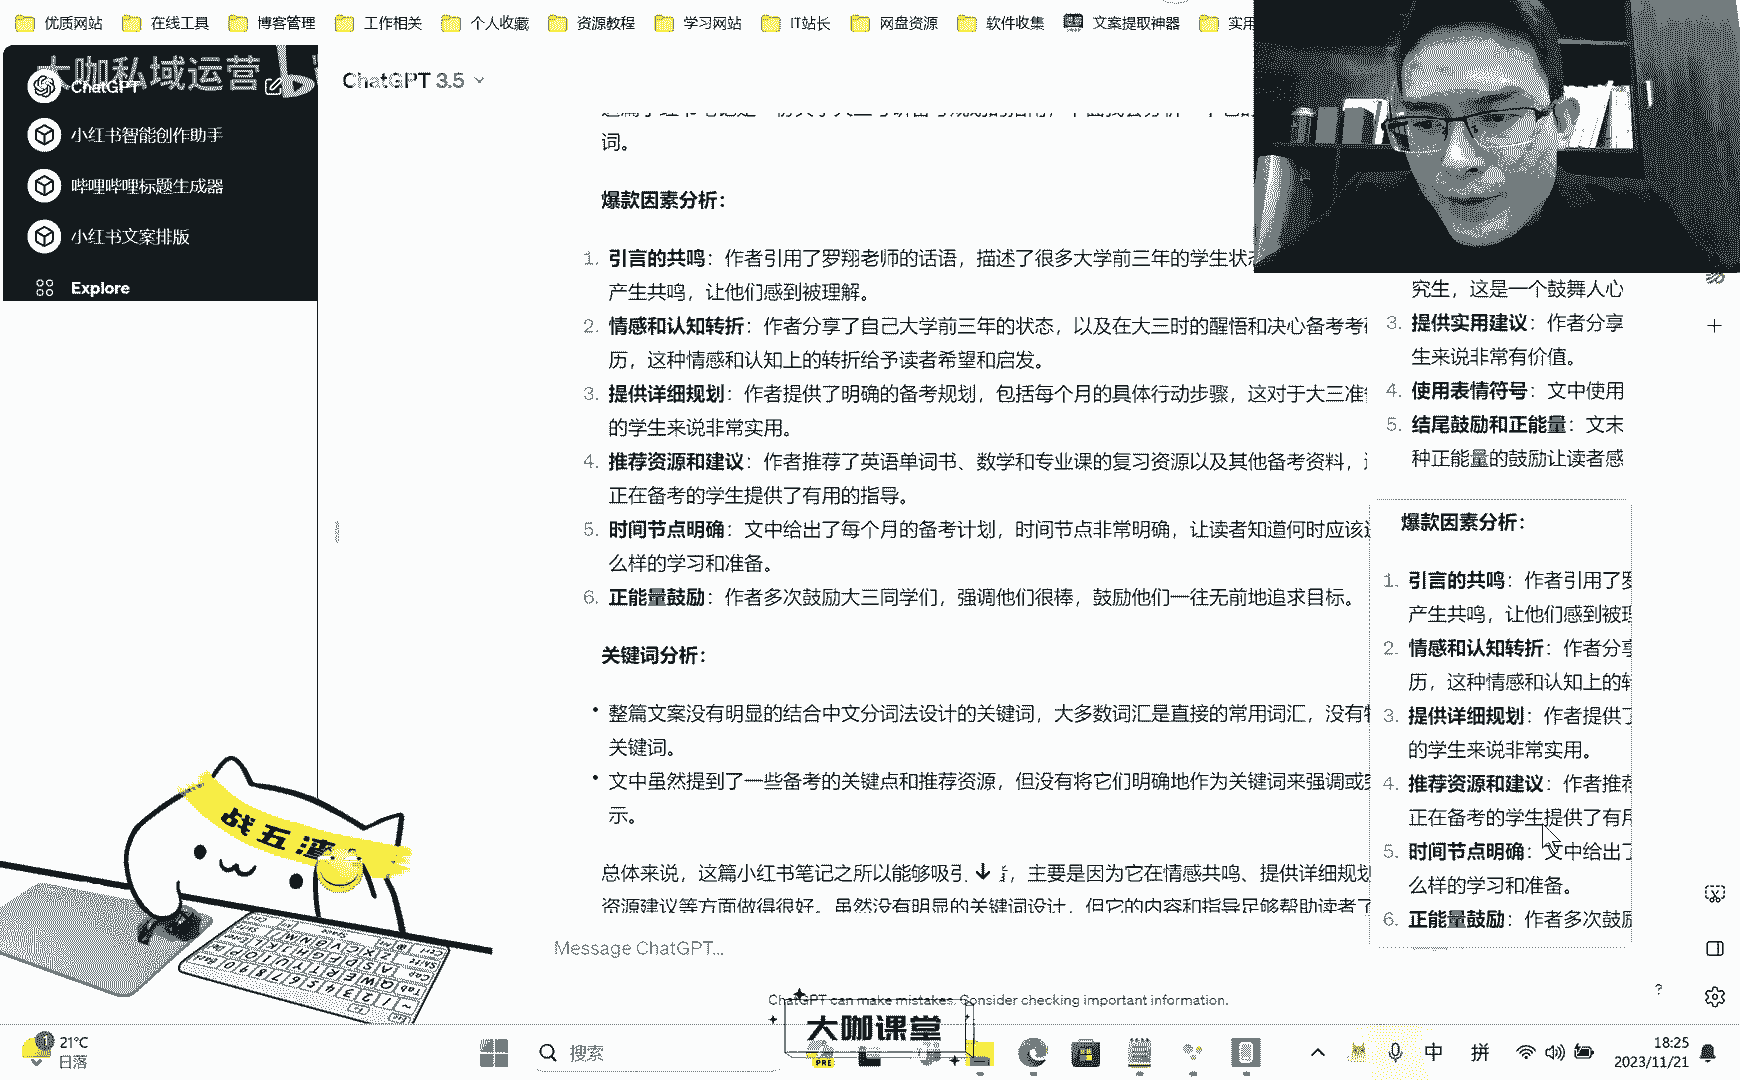 优质网站 在线工具 博客管理 工作相关 个人收藏 资源教程 学习网站 IT站长 网盘资源 软件收集 文案提取神器 实用
大咖私域运营
ChatGPT
小红书智能创作助手
哔哩哔哩标题生成器
小红书文案排版
Explore
ChatGPT 3.5
词。
爆款因素分析：
1. 引言的共鸣：作者引用了罗翔老师的话语，描述了很多大学前三年的学生状
产生共鸣，让他们感到被理解。
2. 情感和认知转折：作者分享了自己大学前三年的状态，以及在大三时的醒悟和决心备考考
历，这种情感和认知上的转折给予读者希望和启发。
3. 提供详细规划：作者提供了明确的备考规划，包括每个月的具体行动步骤，这对于大三准
的学生来说非常实用。
4. 推荐资源和建议：作者推荐了英语单词书、数学和专业课的复习资源以及其他备考资料，
正在备考的学生提供了有用的指导。
5. 时间节点明确：文中给出了每个月的备考计划，时间节点非常明确，让读者知道何时应该
么样的学习和准备。
6. 正能量鼓励：作者多次鼓励大三同学们，强调他们很棒，鼓励他们一往无前地追求目标。
关键词分析：
• 整篇文案没有明显的结合中文分词法设计的关键词，大多数词汇是直接的常用词汇，没有
关键词。
• 文中虽然提到了一些备考的关键点和推荐资源，但没有将它们明确地作为关键词来强调或
示。
总体来说，这篇小红书笔记之所以能够吸引，主要是因为它在情感共鸣、提供详细规划
资源建议等方面做得很好。虽然没有明显的关键词设计，但它的内容和指导足够帮助读者
Message ChatGPT...
ChatGPT can make mistakes. Consider checking important information.
究生，这是一个鼓舞人心
3. 提供实用建议：作者分享
生来说非常有价值。
4. 使用表情符号：文中使用
5. 结尾鼓励和正能量：文末
种正能量的鼓励让读者感
爆款因素分析：
1. 引言的共鸣：作者引用了
产生共鸣，让他们感到被
2. 情感和认知转折：作者分
历，这种情感和认知上的
3. 提供详细规划：作者提供
的学生来说非常实用。
4. 推荐资源和建议：作者推
正在备考的学生提供了有
5. 时间节点明确：文中给出
么样的学习和准备。
6. 正能量鼓励：作者多次鼓
?
战五渣
大咖课堂
PRE
1
21°C
日落
搜索
中 拼
18:25
2023/11/21